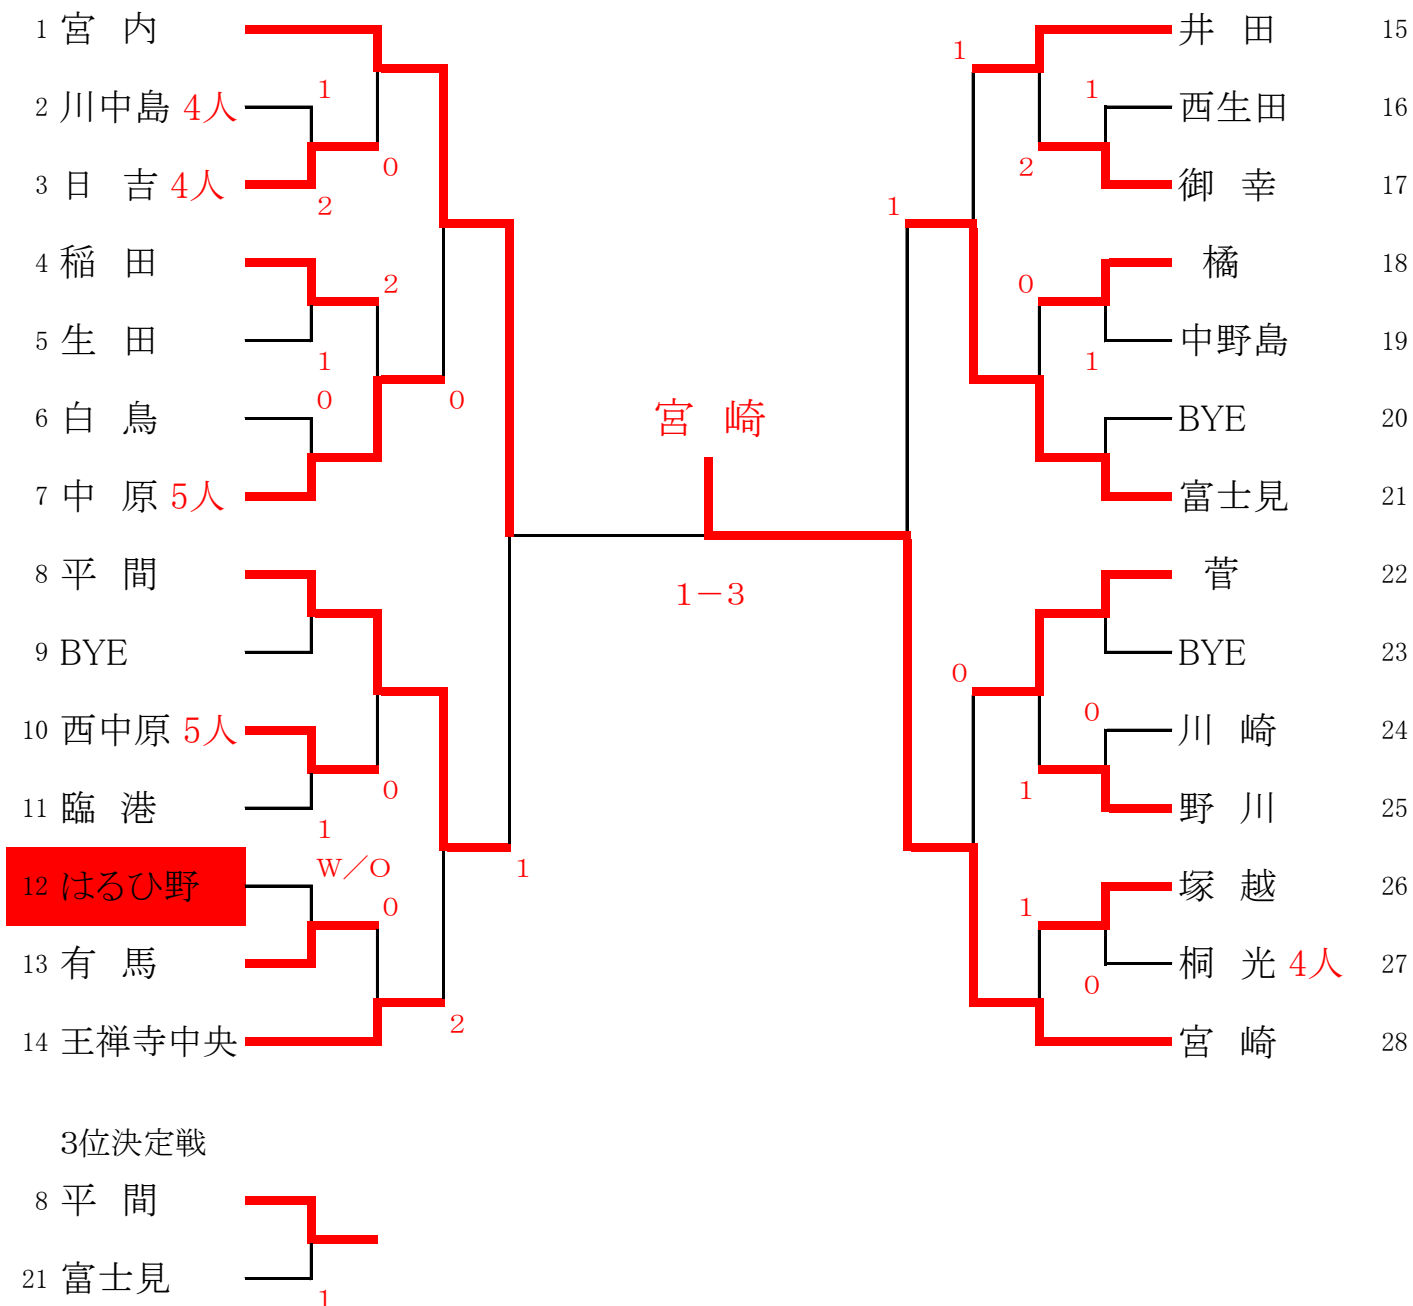 1 宮 内
1
2 川中島 4人
0
3 日 吉 4人
2
4 稲 田
2
5 生 田
1
0
0
6 白 鳥
7 中 原 5人
8 平 間
9 BYE
10 西中原 5人
0
11 臨 港
1
W／O
1
12 はるひ野
0
13 有 馬
2
14 王禅寺中央
宮 崎
1－3
井 田 15
1
1
西生田 16
2
御 幸 17
1
橘 18
0
中野島 19
1
BYE 20
富士見 21
菅 22
BYE 23
0
0
川 崎 24
1
野 川 25
塚 越 26
1
桐 光 4人 27
0
宮 崎 28
3位決定戦
8 平 間
21 富士見
1